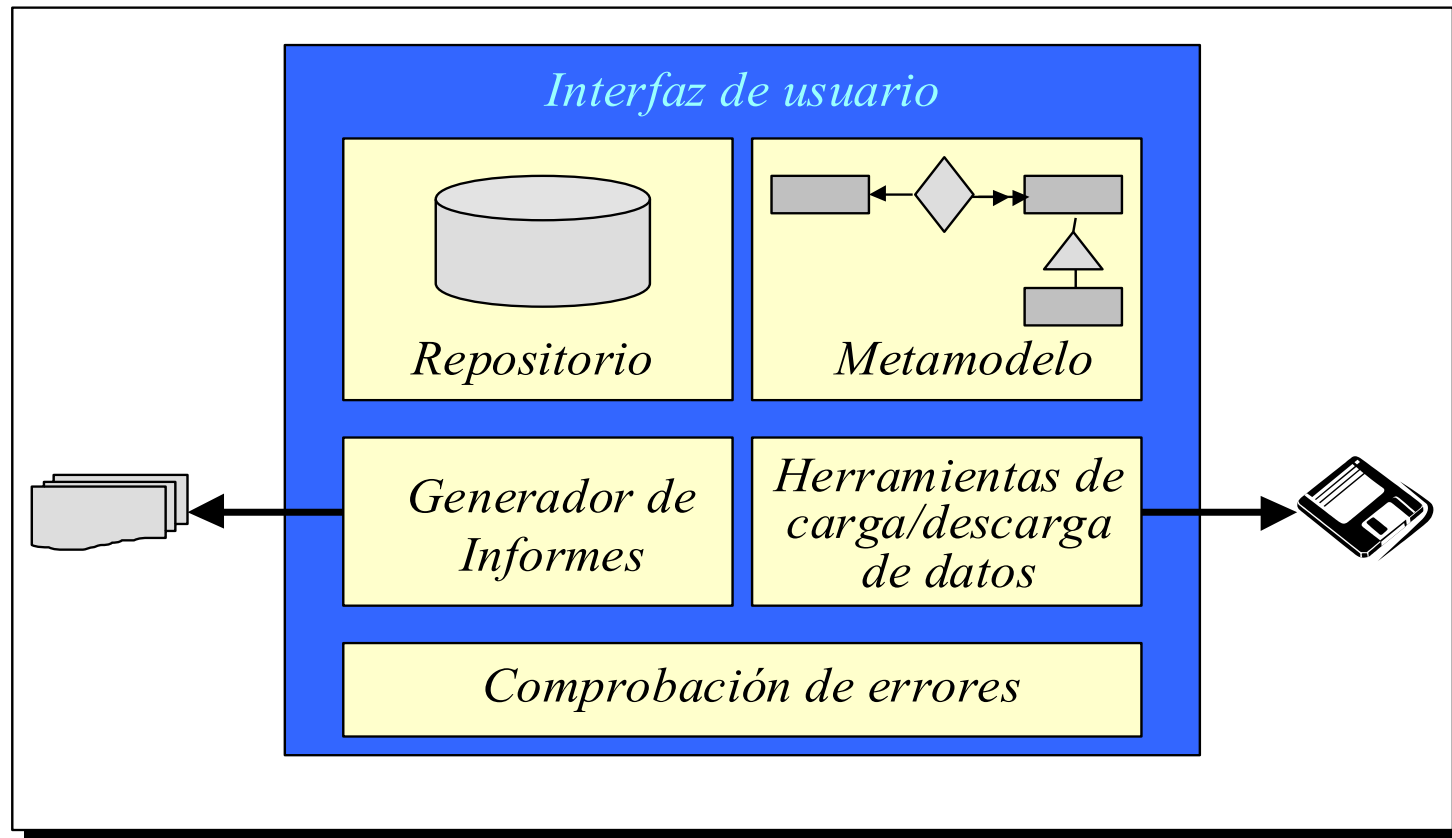 Interfaz de usuario
Repositorio
Metamodelo
Generador de
Informes
Herramientas de
carga/descarga
de datos
Comprobación de errores